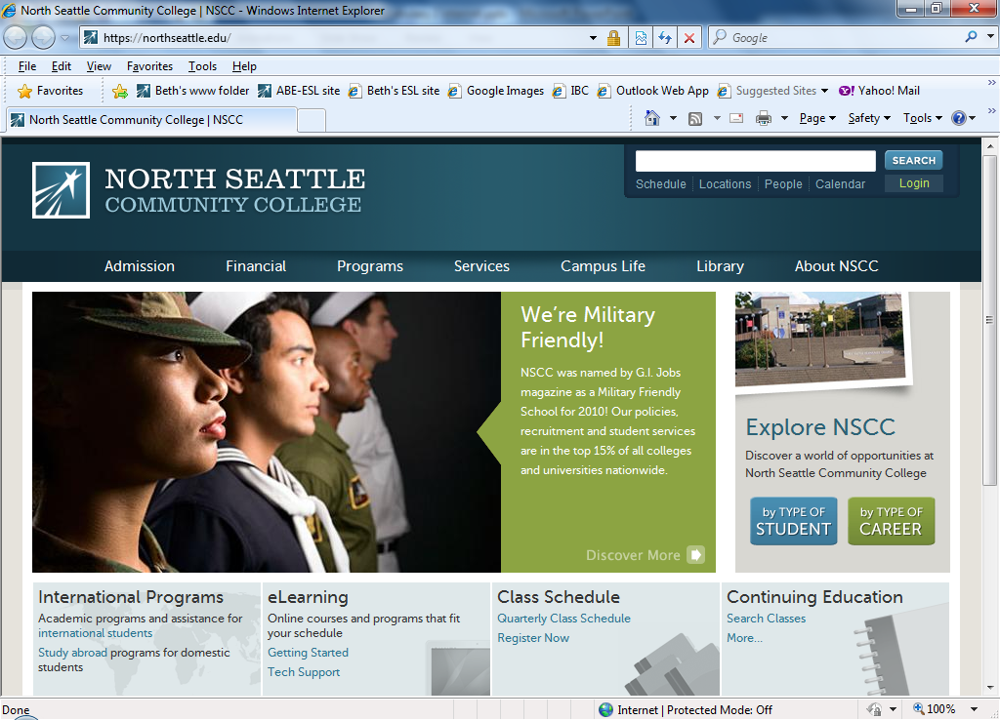 North Seattle Community College | NSCC - Windows Internet Explorer
https://northseattle.edu/
Google
File Edit View Favorites Tools Help
Favorites Beth's www folder ABE-ESL site Beth's ESL site Google Images IBC Outlook Web App Suggested Sites Yahoo! Mail
North Seattle Community College | NSCC
Page Safety Tools
NORTH SEATTLE
COMMUNITY COLLEGE
SEARCH
Schedule Locations People Calendar Login
Admission Financial Programs Services Campus Life Library About NSCC
We're Military
Friendly!
NSCC was named by G.I. Jobs
magazine as a Military Friendly
School for 2010! Our policies,
recruitment and student services
are in the top 15% of all colleges
and universities nationwide.
Discover More
Explore NSCC
Discover a world of opportunities at
North Seattle Community College
by TYPE OF
STUDENT
by TYPE OF
CAREER
International Programs
Academic programs and assistance for
international students
Study abroad programs for domestic
students
eLearning
Online courses and programs that fit
your schedule
Getting Started
Tech Support
Class Schedule
Quarterly Class Schedule
Register Now
Continuing Education
Search Classes
More...
Done
Internet | Protected Mode: Off
100%